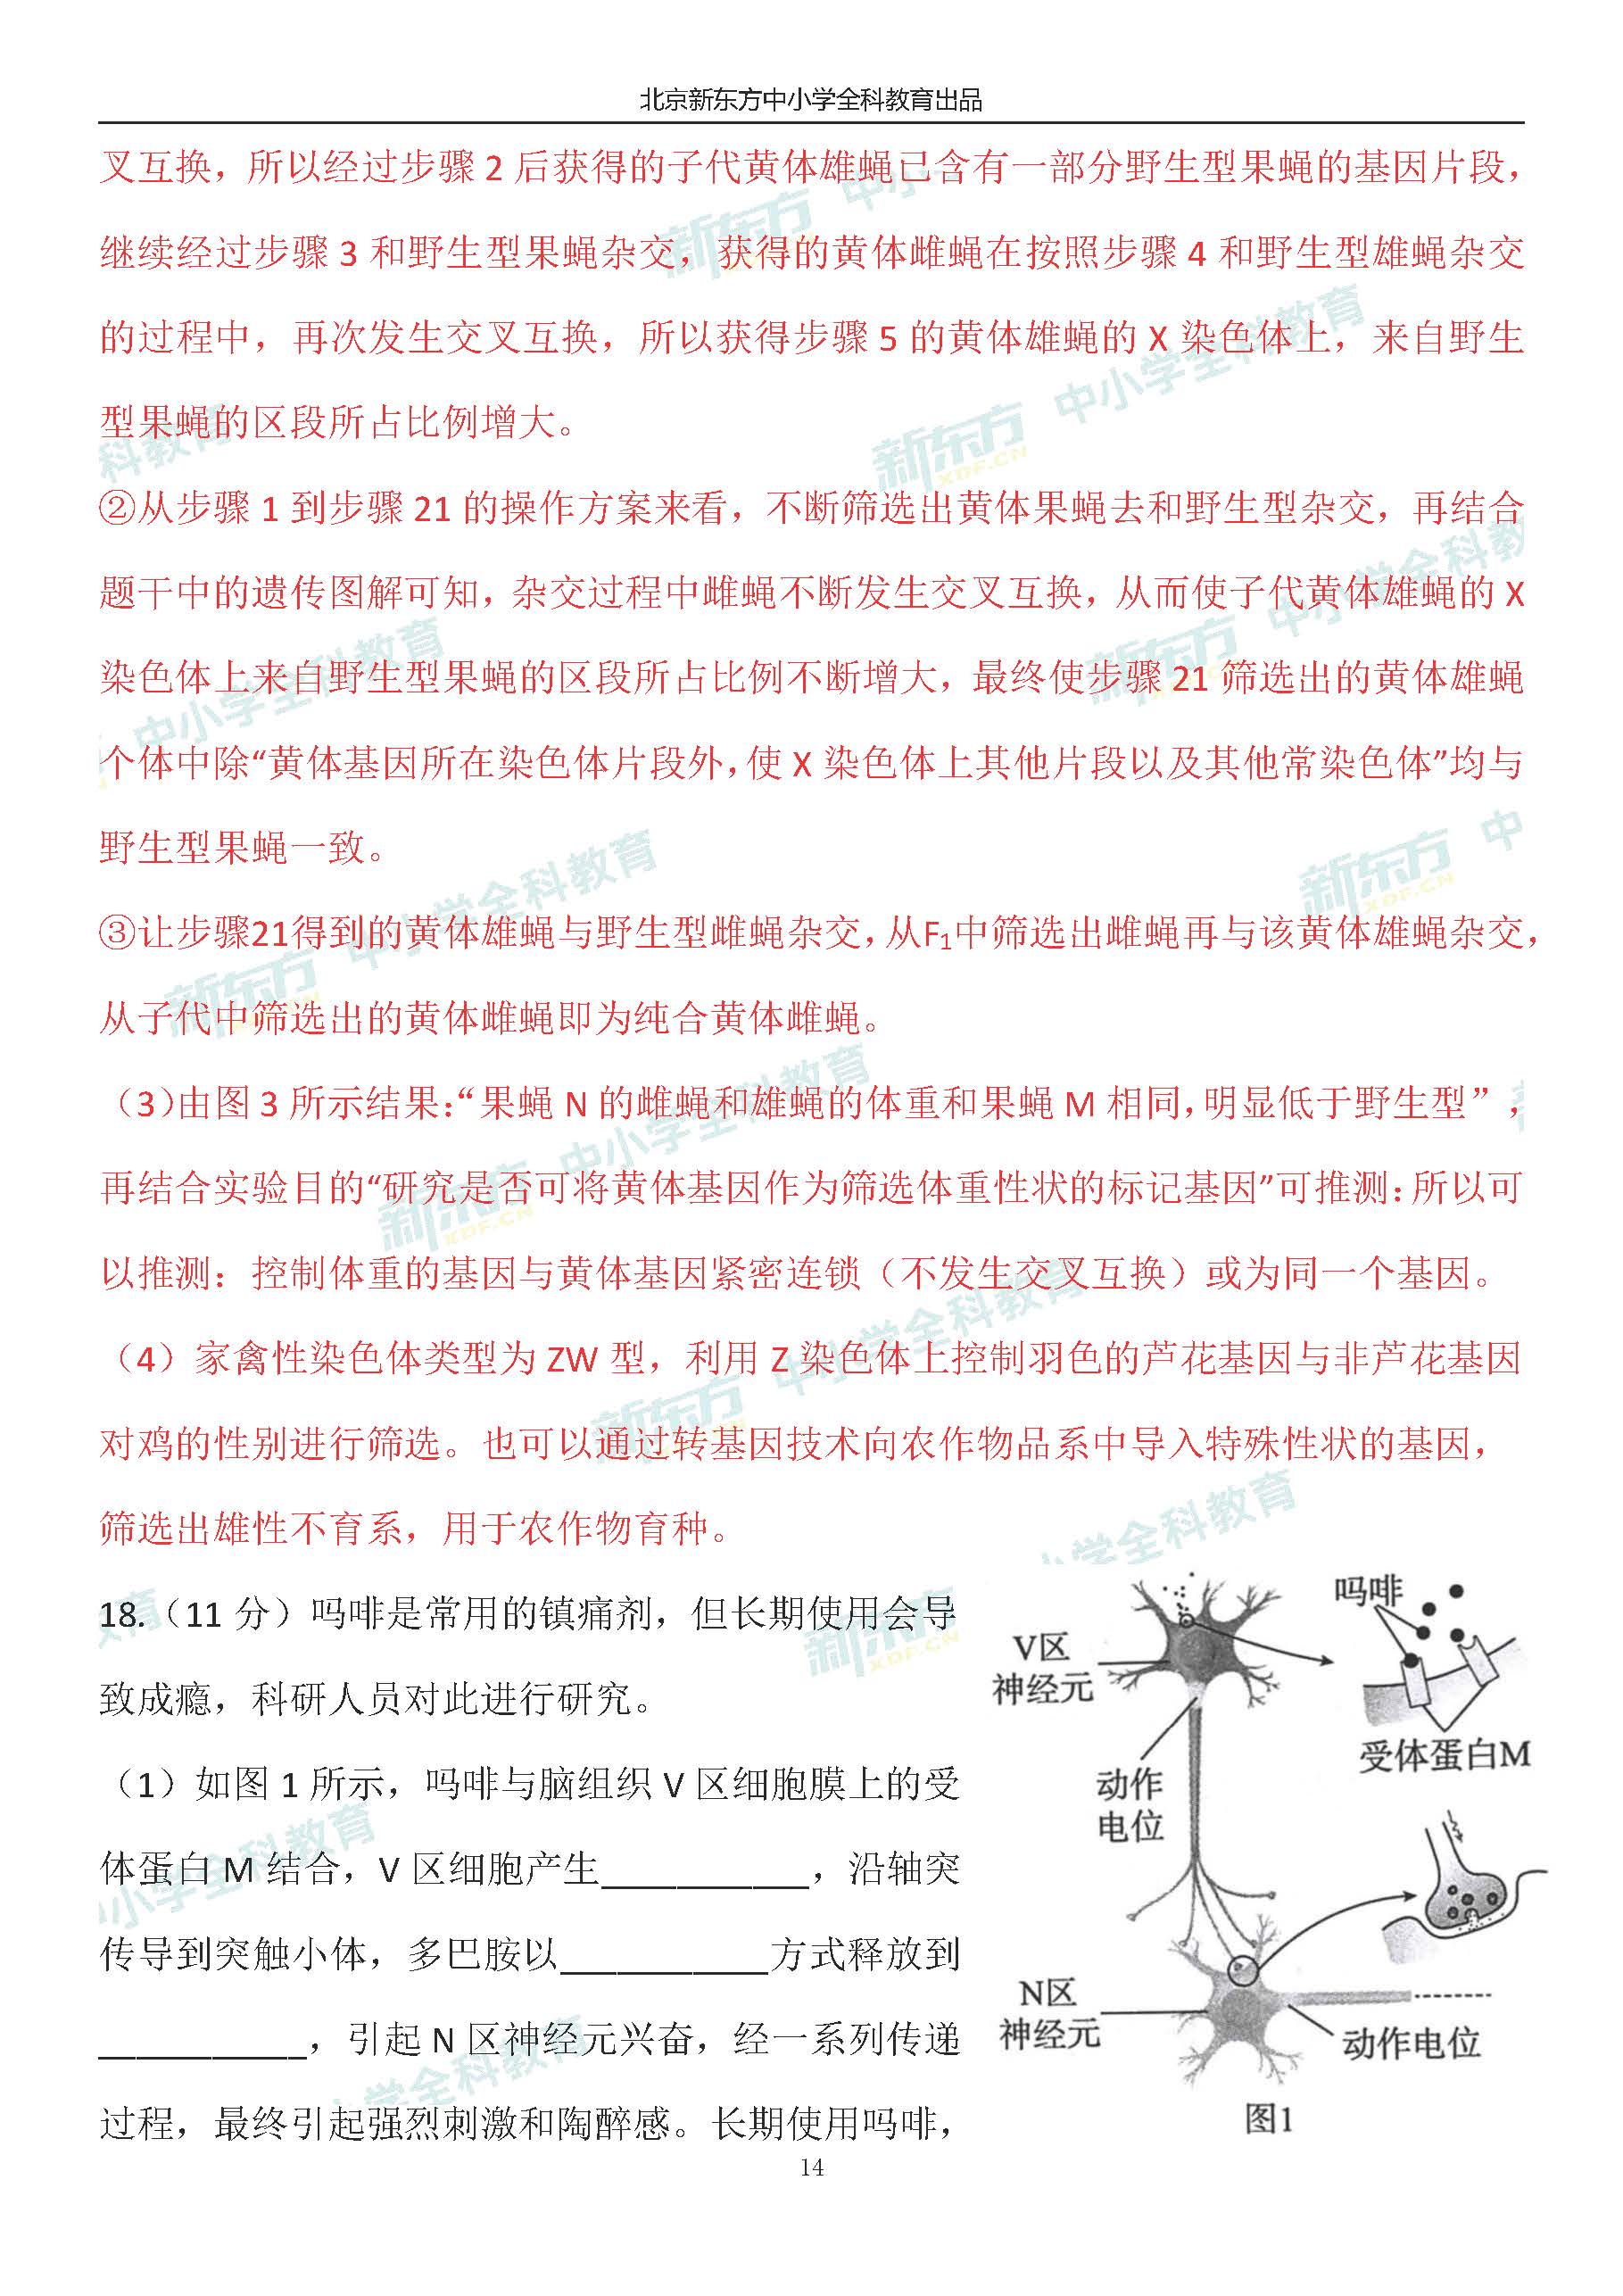 北京新东方中小学全科教育出品
叉互换，所以经过步骤 2 后获得的子代黄体雄蝇已含有一部分野生型果蝇的基因片段，
继续经过步骤 3 和野生型果蝇杂交，获得的黄体雌蝇在按照步骤 4 和野生型雄蝇杂交
的过程中，再次发生交叉互换，所以获得步骤 5 的黄体雄蝇的 X 染色体上，来自野生
型果蝇的区段所占比例增大。
②从步骤 1 到步骤 21 的操作方案来看，不断筛选出黄体果蝇去和野生型杂交，再结合
题干中的遗传图解可知，杂交过程中雌蝇不断发生交叉互换，从而使子代黄体雄蝇的 X
染色体上来自野生型果蝇的区段所占比例不断增大，最终使步骤 21 筛选出的黄体雄蝇
个体中除“黄体基因所在染色体片段外，使 X 染色体上其他片段以及其他常染色体”均与
野生型果蝇一致。
③让步骤21得到的黄体雄蝇与野生型雌蝇杂交，从F₁中筛选出雌蝇再与该黄体雄蝇杂交，
从子代中筛选出的黄体雌蝇即为纯合黄体雌蝇。
（3）由图 3 所示结果：“果蝇 N 的雌蝇和雄蝇的体重和果蝇 M 相同，明显低于野生型”，
再结合实验目的“研究是否可将黄体基因作为筛选体重性状的标记基因”可推测：所以可
以推测：控制体重的基因与黄体基因紧密连锁（不发生交叉互换）或为同一个基因。
（4）家禽性染色体类型为 ZW 型，利用 Z 染色体上控制羽色的芦花基因与非芦花基因
对鸡的性别进行筛选。也可以通过转基因技术向农作物品系中导入特殊性状的基因，
筛选出雄性不育系，用于农作物育种。
18.（11 分）吗啡是常用的镇痛剂，但长期使用会导
致成瘾，科研人员对此进行研究。
（1）如图 1 所示，吗啡与脑组织 V 区细胞膜上的受
体蛋白 M 结合，V 区细胞产生___________，沿轴突
传导到突触小体，多巴胺以___________方式释放到
___________，引起 N 区神经元兴奋，经一系列传递
过程，最终引起强烈刺激和陶醉感。长期使用吗啡，
吗啡
V区
神经元
受体蛋白M
动作
电位
N区
神经元
动作电位
图1
14
新东方 XDF.CN 中小学全科教育